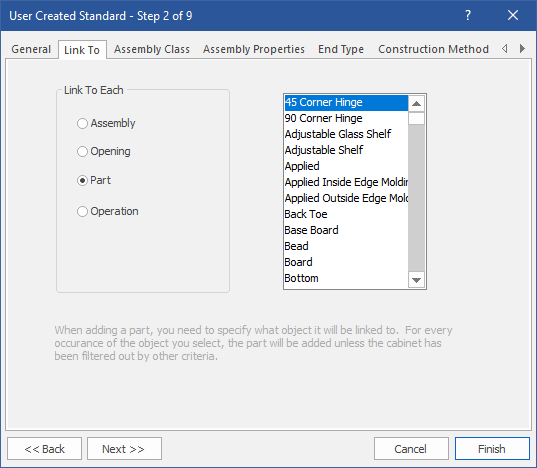 User Created Standard - Step 2 of 9
?
General Link To Assembly Class Assembly Properties End Type Construction Method
Link To Each
Assembly
Opening
Part
Operation
45 Corner Hinge
90 Corner Hinge
Adjustable Glass Shelf
Adjustable Shelf
Applied
Applied Inside Edge Moldin
Applied Outside Edge Mold
Back Toe
Base Board
Bead
Board
Bottom
When adding a part, you need to specify what object it will be linked to. For every
occurance of the object you select, the part will be added unless the cabinet has
been filtered out by other criteria.
<< Back Next >> Cancel Finish